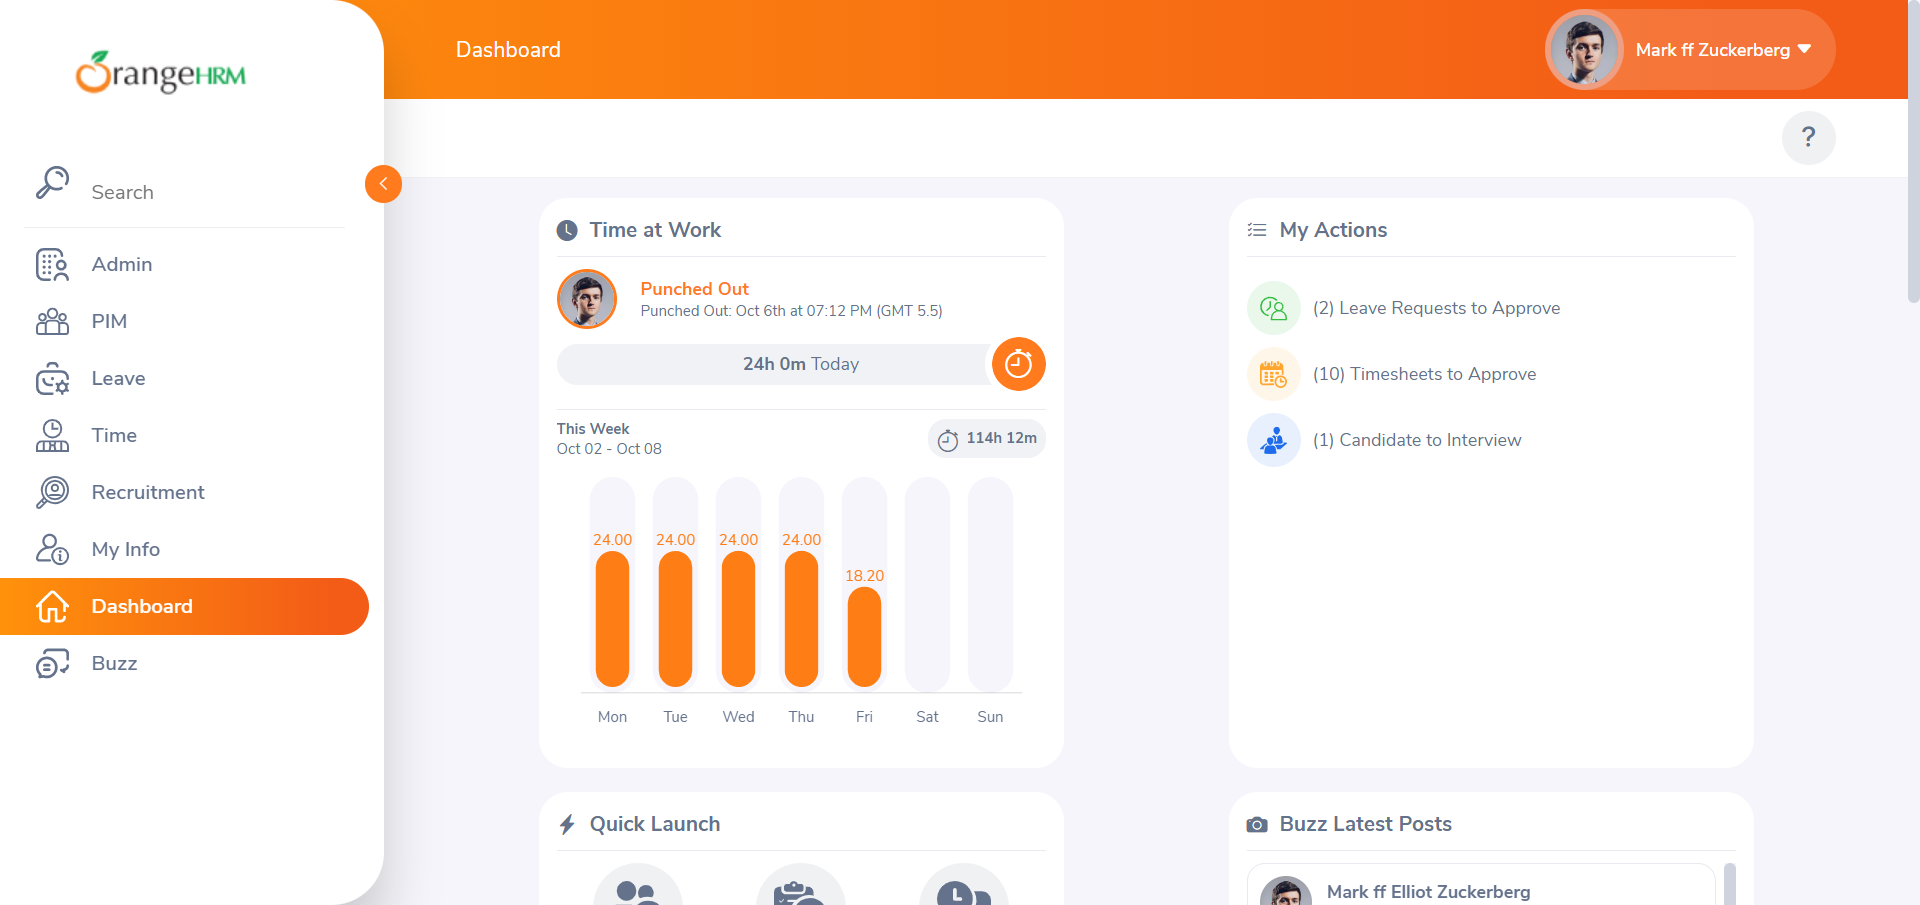 OrangeHRM
Search
Admin
PIM
Leave
Time
Recruitment
My Info
Dashboard
Buzz
Dashboard
Mark ff Zuckerberg
?
Time at Work
Punched Out
Punched Out: Oct 6th at 07:12 PM (GMT 5.5)
24h 0m Today
This Week
Oct 02 - Oct 08
114h 12m
24.00 24.00 24.00 24.00 18.20
Mon Tue Wed Thu Fri Sat Sun
My Actions
(2) Leave Requests to Approve
(10) Timesheets to Approve
(1) Candidate to Interview
Quick Launch
Buzz Latest Posts
Mark ff Elliot Zuckerberg